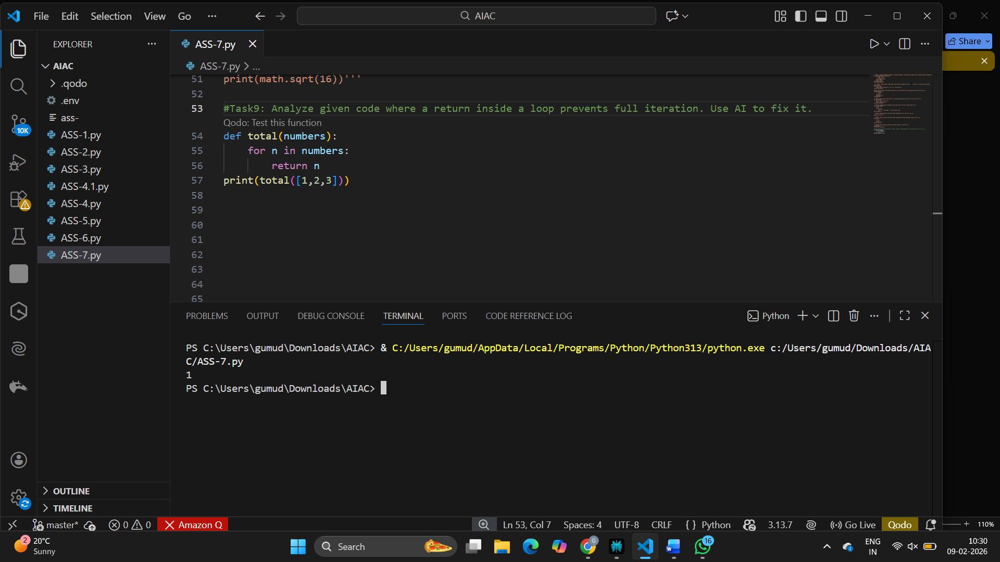 File Edit Selection View Go ···
AIAC
Share
EXPLORER
AIAC
.qodo
.env
ass-
ASS-1.py
ASS-2.py
ASS-3.py
ASS-4.1.py
ASS-4.py
ASS-5.py
ASS-6.py
ASS-7.py
10K
OUTLINE
TIMELINE
ASS-7.py
ASS-7.py > ...
51 print(math.sqrt(16))'''
52
53 #Task9: Analyze given code where a return inside a loop prevents full iteration. Use AI to fix it.
Qodo: Test this function
54 def total(numbers):
55 for n in numbers:
56 return n
57 print(total([1,2,3]))
58
59
60
61
62
63
64
65
PROBLEMS OUTPUT DEBUG CONSOLE TERMINAL PORTS CODE REFERENCE LOG
Python
PS C:\Users\gumud\Downloads\AIAC> & C:/Users/gumud/AppData/Local/Programs/Python/Python313/python.exe c:/Users/gumud/Downloads/AIA
C/ASS-7.py
1
PS C:\Users\gumud\Downloads\AIAC>
master* 0 0 Amazon Q Ln 53, Col 7 Spaces: 4 UTF-8 CRLF { } Python 3.13.7 Go Live Qodo 110%
2 20°C
Sunny
Search
G
16
ENG
IN
10:30
09-02-2026